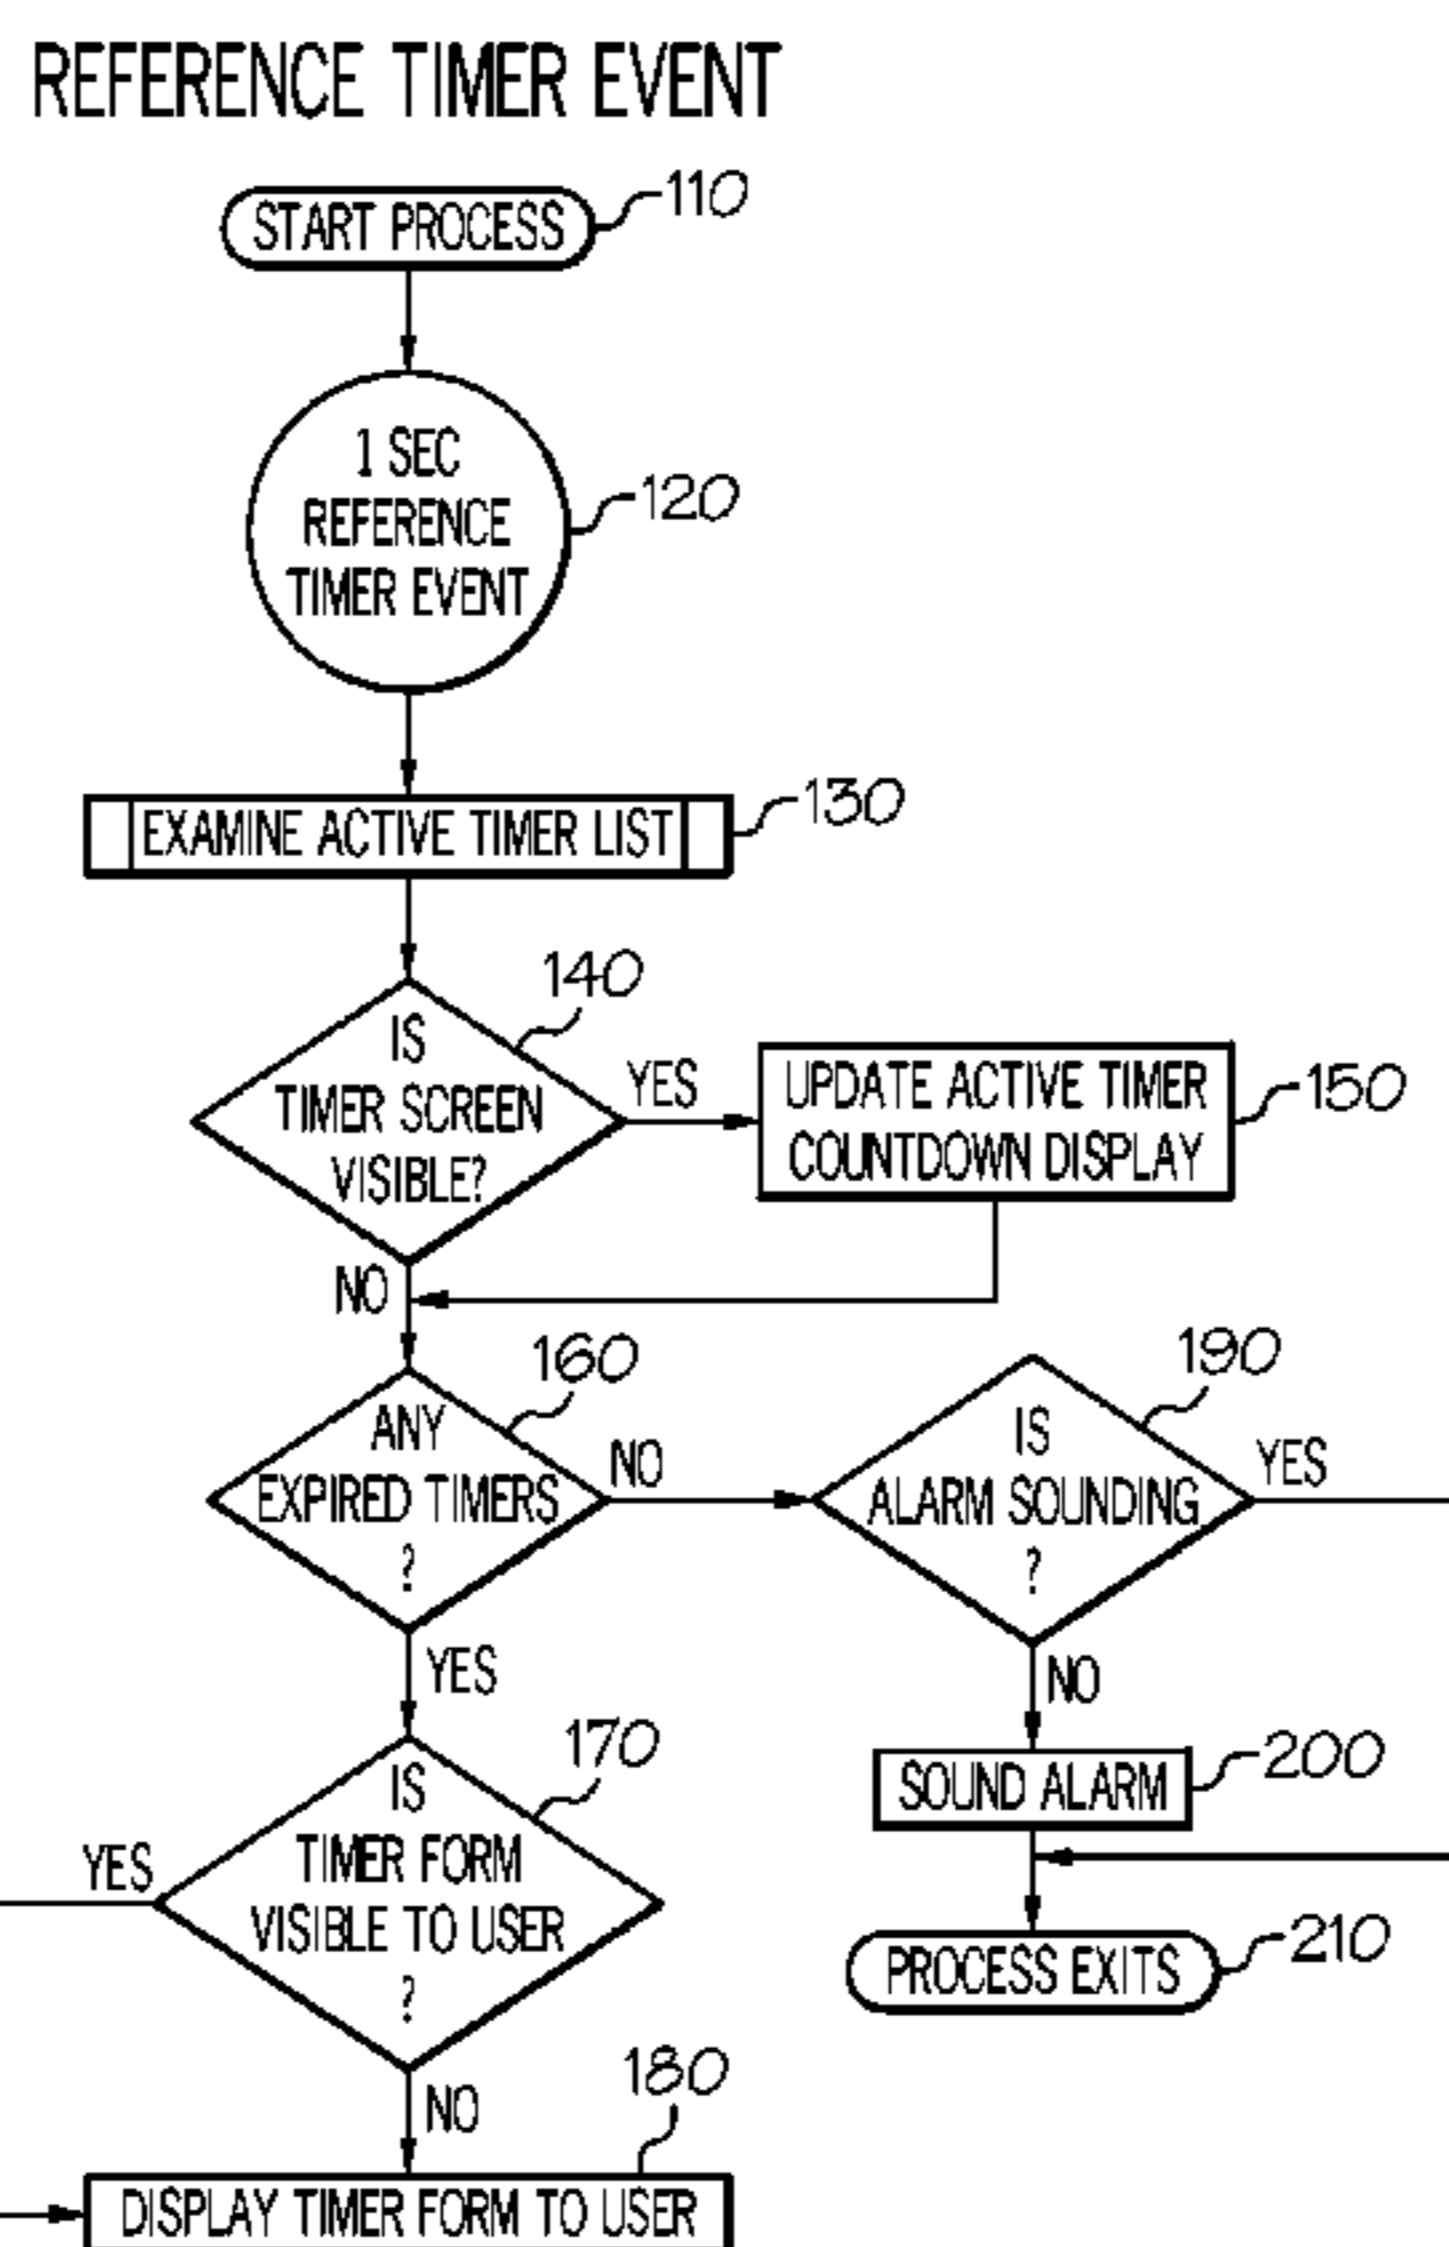 REFERENCE TIMER EVENT
START PROCESS
110
1 SEC
REFERENCE
TIMER EVENT
120
EXAMINE ACTIVE TIMER LIST
130
140
IS
TIMER SCREEN
VISIBLE?
YES
UPDATE ACTIVE TIMER
COUNTDOWN DISPLAY
150
NO
160
ANY
EXPIRED TIMERS
?
NO
190
IS
ALARM SOUNDING
?
YES
YES
NO
170
IS
TIMER FORM
VISIBLE TO USER
?
YES
SOUND ALARM
200
PROCESS EXITS
210
NO
180
DISPLAY TIMER FORM TO USER